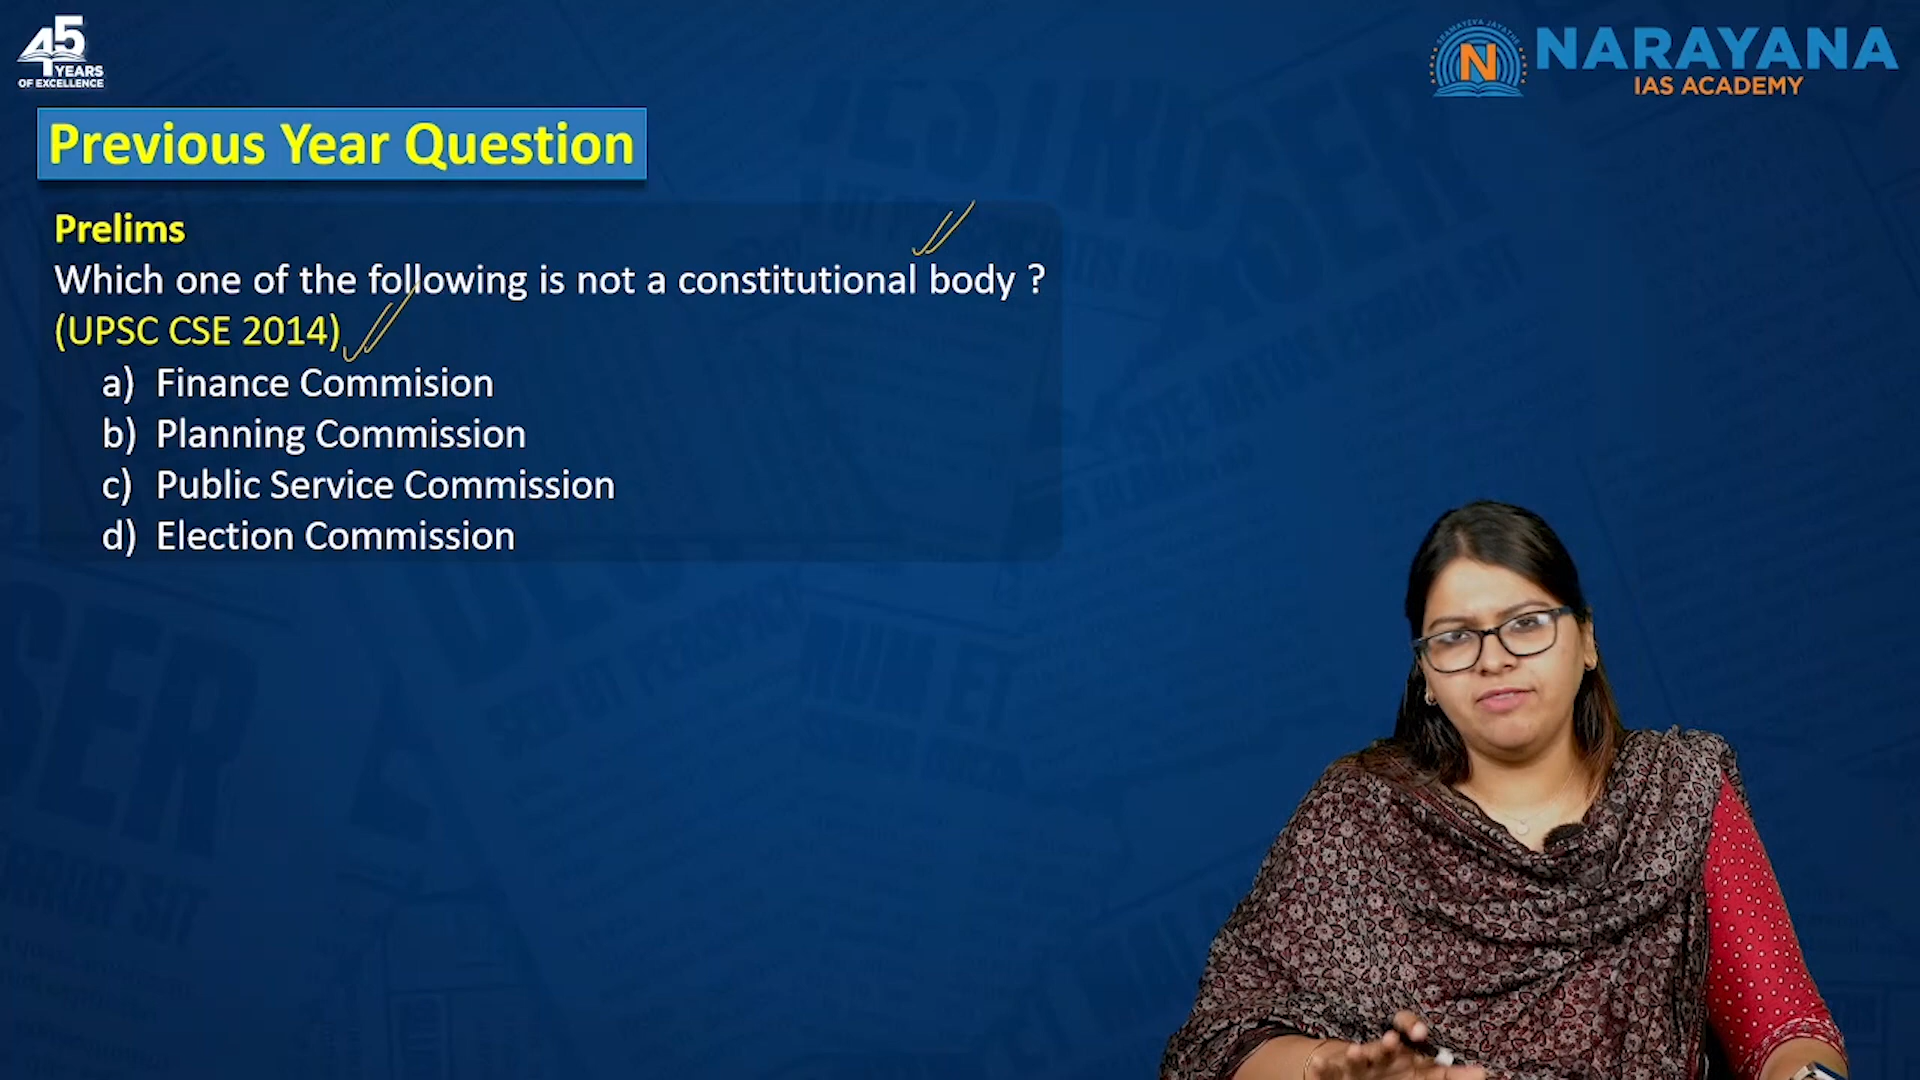 45
YEARS
OF EXCELLENCE
NARAYANA
IAS ACADEMY
Previous Year Question
Prelims
Which one of the following is not a constitutional body ?
(UPSC CSE 2014)
a) Finance Commision
b) Planning Commission
c) Public Service Commission
d) Election Commission